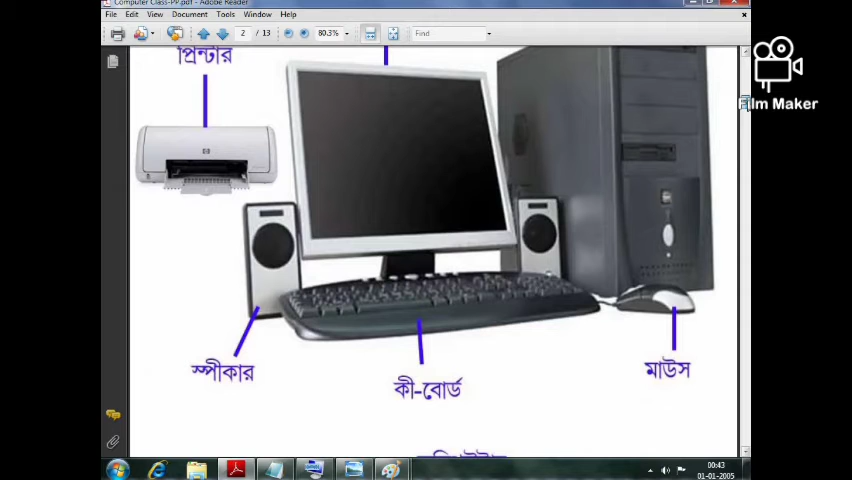 Computer Class-PP.pdf - Adobe Reader
File Edit View Document Tools Window Help
2 / 13 80.3% Find
Film Maker
প্রিন্টার
hp
স্পীকার
কী-বোর্ড
মাউস
00:43
01-01-2005